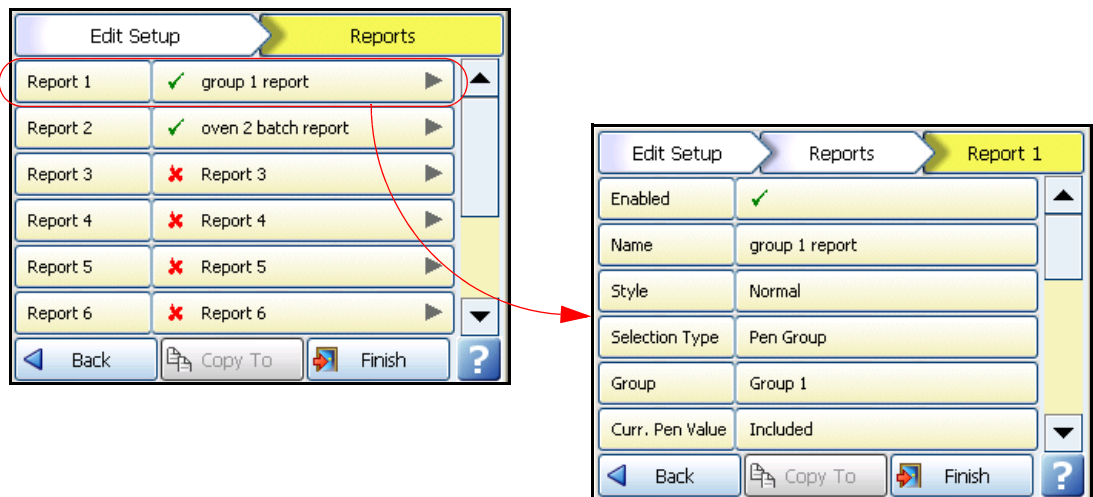 Edit Setup Reports
Report 1 group 1 report
Report 2 oven 2 batch report
Report 3 Report 3
Report 4 Report 4
Report 5 Report 5
Report 6 Report 6
Back Copy To Finish ?
Edit Setup Reports Report 1
Enabled
Name group 1 report
Style Normal
Selection Type Pen Group
Group Group 1
Curr. Pen Value Included
Back Copy To Finish ?